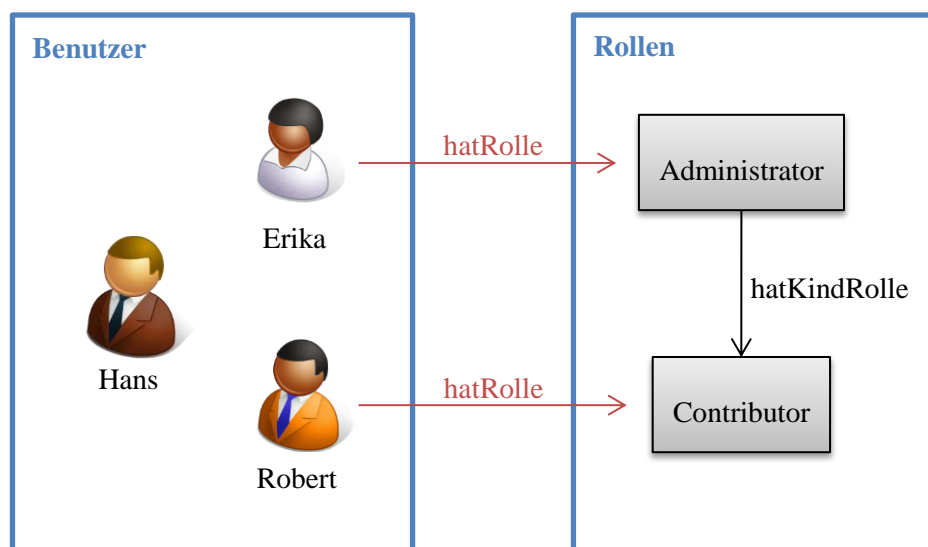 Benutzer
Rollen
hatRolle
Administrator
Erika
hatKindRolle
Hans
hatRolle
Contributor
Robert